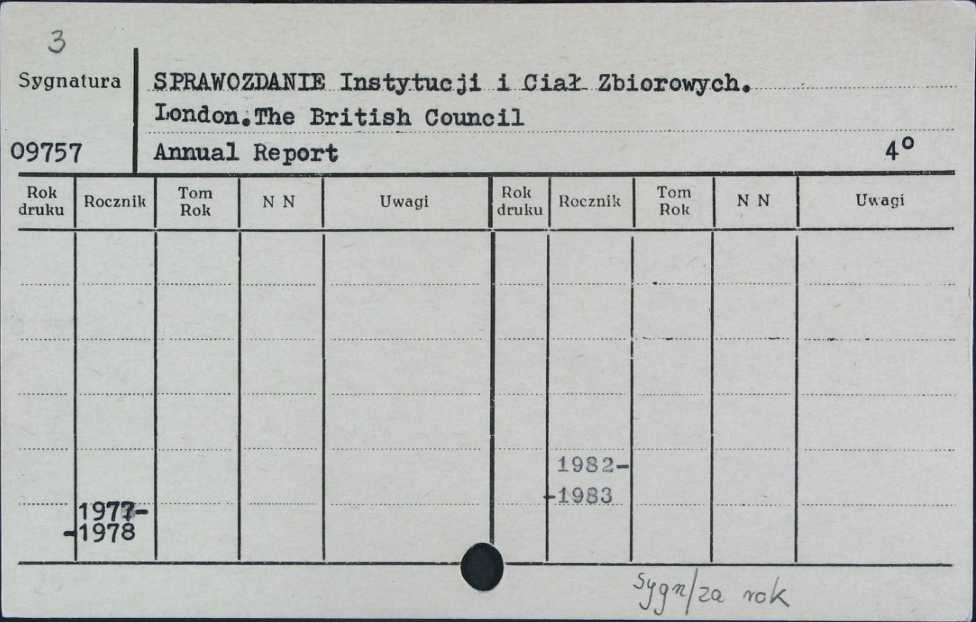 3
Sygnatura
SPRAWOZDANIE Instytucji i Ciał Zbiorowych.
London.The British Council
09757
Annual Report
4°
Rok druku Rocznik Tom Rok N N Uwagi Rok druku Rocznik Tom Rok N N Uwagi
1982-
-1983
1977-
-1978
sygn/za rok